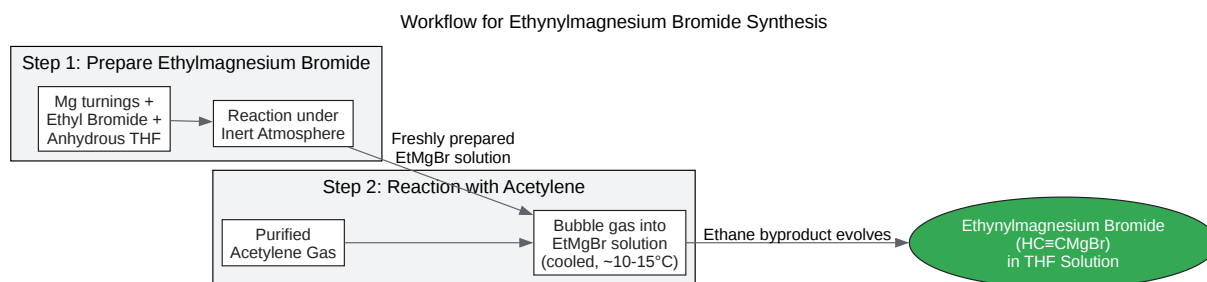 Workflow for Ethynylmagnesium Bromide Synthesis
Step 1: Prepare Ethylmagnesium Bromide
Mg turnings +
Ethyl Bromide +
Anhydrous THF
Reaction under
Inert Atmosphere
Freshly prepared
EtMgBr solution
Step 2: Reaction with Acetylene
Purified
Acetylene Gas
Bubble gas into
EtMgBr solution
(cooled, ~10-15°C)
Ethane byproduct evolves
Ethynylmagnesium Bromide
(HC≡CMgBr)
in THF Solution